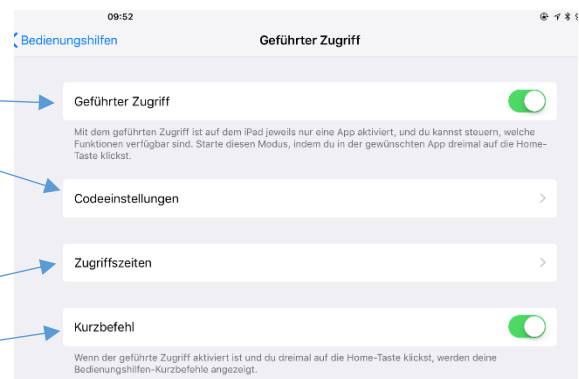 09:52
Bedienungshilfen
Geführter Zugriff
Geführter Zugriff
Mit dem geführten Zugriff ist auf dem iPad jeweils nur eine App aktiviert, und du kannst steuern, welche
Funktionen verfügbar sind. Starte diesen Modus, indem du in der gewünschten App dreimal auf die Home-
Taste klickst.
Codeeinstellungen
Zugriffszeiten
Kurzbefehl
Wenn der geführte Zugriff aktiviert ist und du dreimal auf die Home-Taste klickst, werden deine
Bedienungshilfen-Kurzbefehle angezeigt.